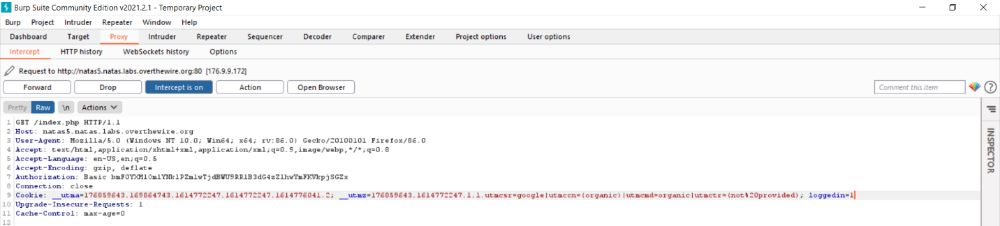 Burp Suite Community Edition v2021.2.1 - Temporary Project
Burp Project Intruder Repeater Window Help
Dashboard Target Proxy Intruder Repeater Sequencer Decoder Comparer Extender Project options User options
Intercept HTTP history WebSockets history Options
Request to http://natas5.natas.labs.overthewire.org:80 [176.9.9.172]
Forward Drop Intercept is on Action Open Browser Comment this item ?
Pretty Raw \n Actions
INSPECTOR
1 GET /index.php HTTP/1.1
2 Host: natas5.natas.labs.overthewire.org
3 User-Agent: Mozilla/5.0 (Windows NT 10.0; Win64; x64; rv:86.0) Gecko/20100101 Firefox/86.0
4 Accept: text/html,application/xhtml+xml,application/xml;q=0.9,image/webp,*/*;q=0.8
5 Accept-Language: en-US,en;q=0.5
6 Accept-Encoding: gzip, deflate
7 Authorization: Basic
8 Connection: close
9 Cookie: __utma=176859643.169864743.1614772247.1614772247.1614776041.2; __utmz=176859643.1614772247.1.1.utmcsr=google|utmccn=(organic)|utmcmd=organic|utmctr=(not%20provided); loggedin=1
10 Upgrade-Insecure-Requests: 1
11 Cache-Control: max-age=0
12